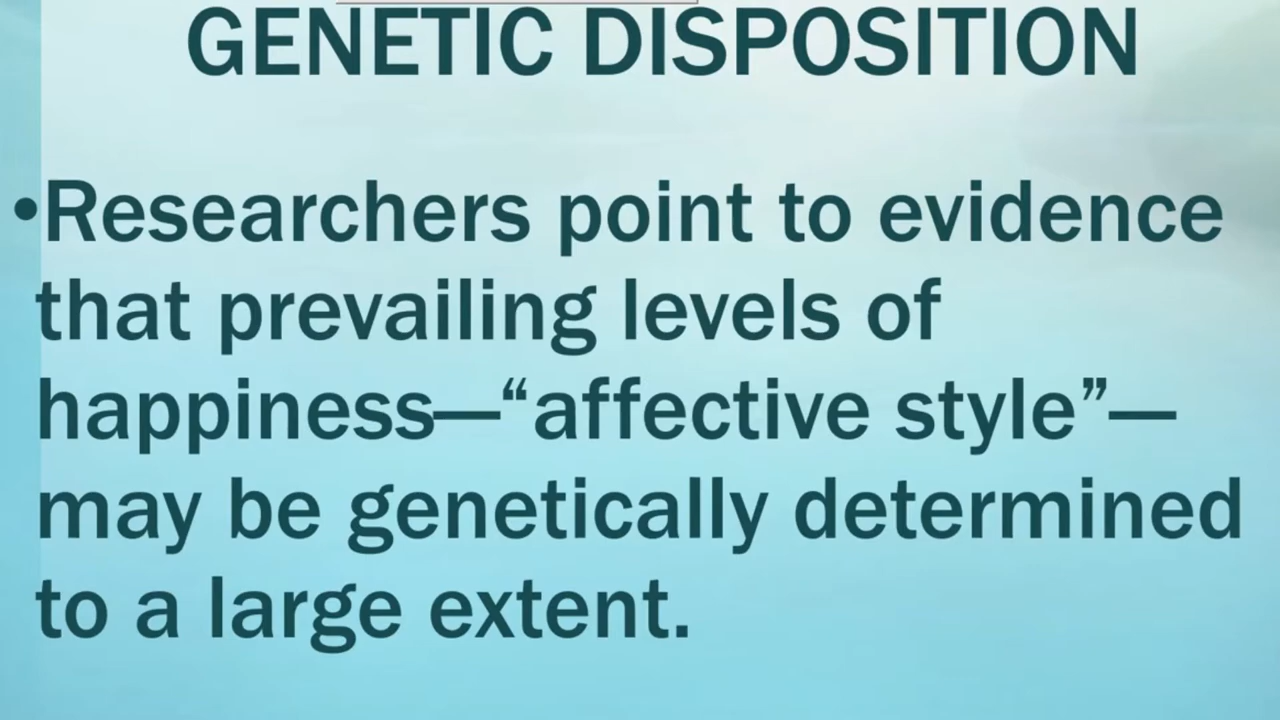 GENETIC DISPOSITION
•Researchers point to evidence
that prevailing levels of
happiness—“affective style”—
may be genetically determined
to a large extent.